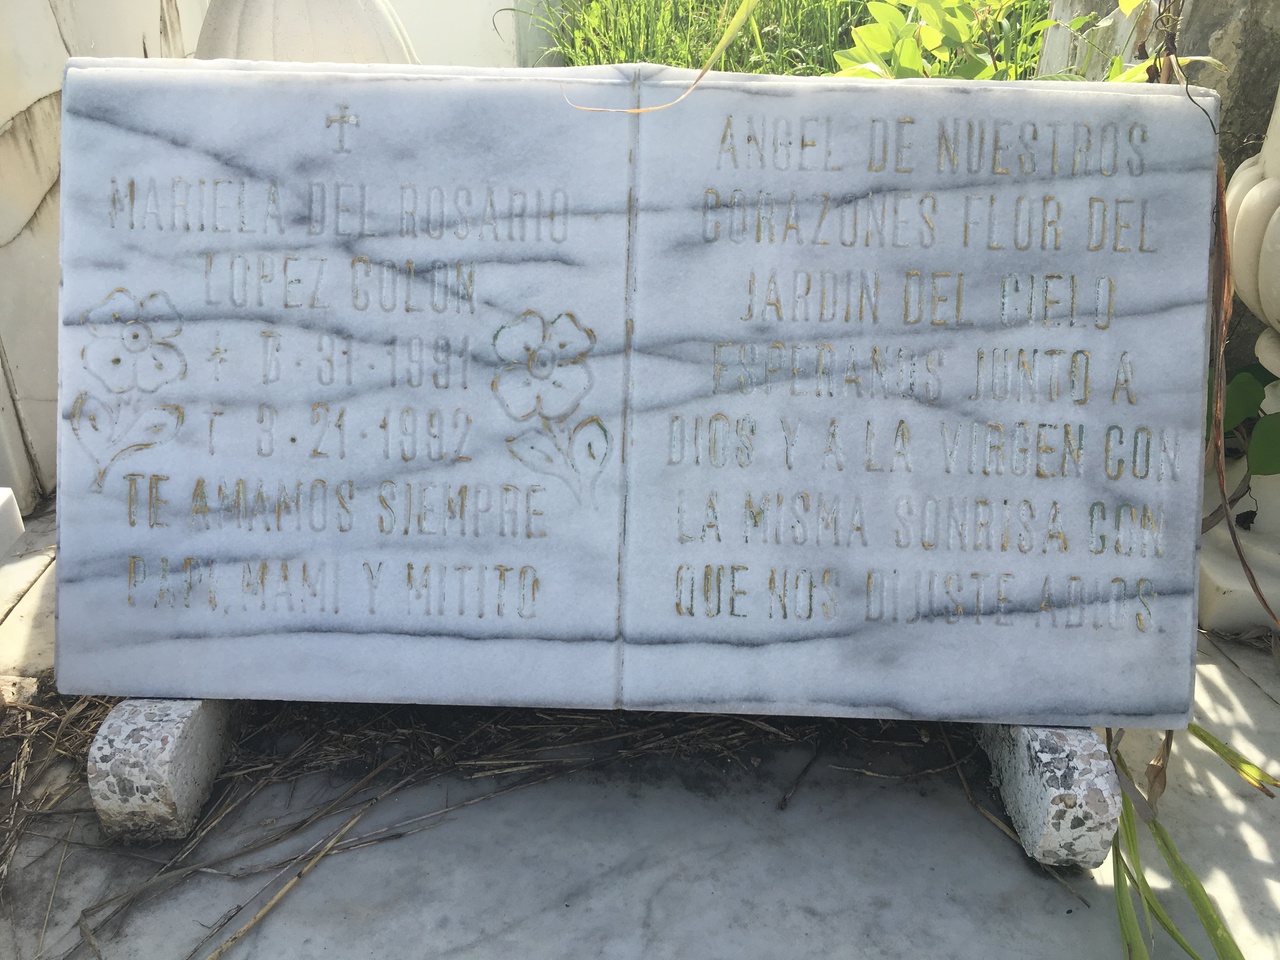 MARIELA DEL ROSARIO
LOPEZ COLON
* 8·31·1991
† 3·21·1992
TE AMAMOS SIEMPRE
PAPI, MAMI Y MITITO
ANGEL DE NUESTROS
CORAZONES FLOR DEL
JARDIN DEL CIELO
ESPERANOS JUNTO A
DIOS Y A LA VIRGEN CON
LA MISMA SONRISA CON
QUE NOS DIJISTE ADIOS.